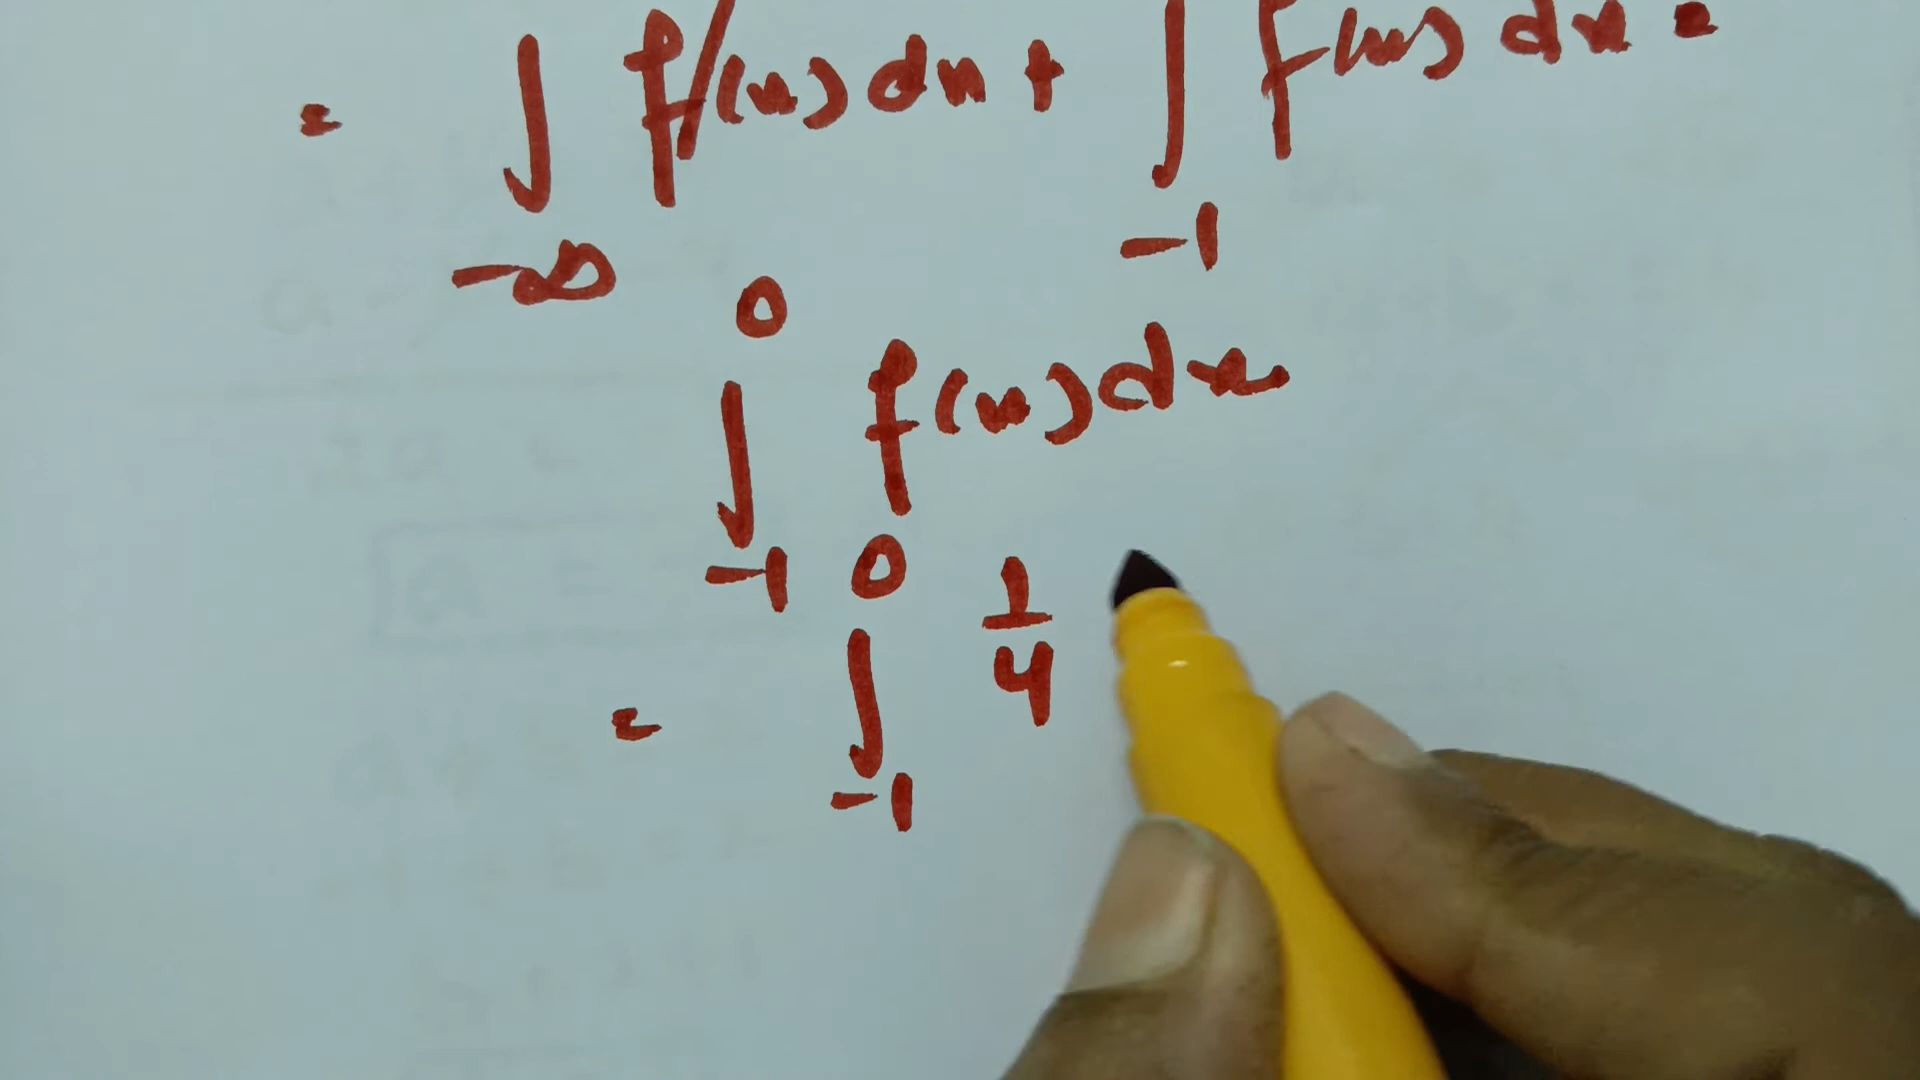 = ∫ f(x) dx + ∫ f(x) dx =
-∞ -1
0
∫ f(x) dx
-1
0
= ∫ 1/4
-1